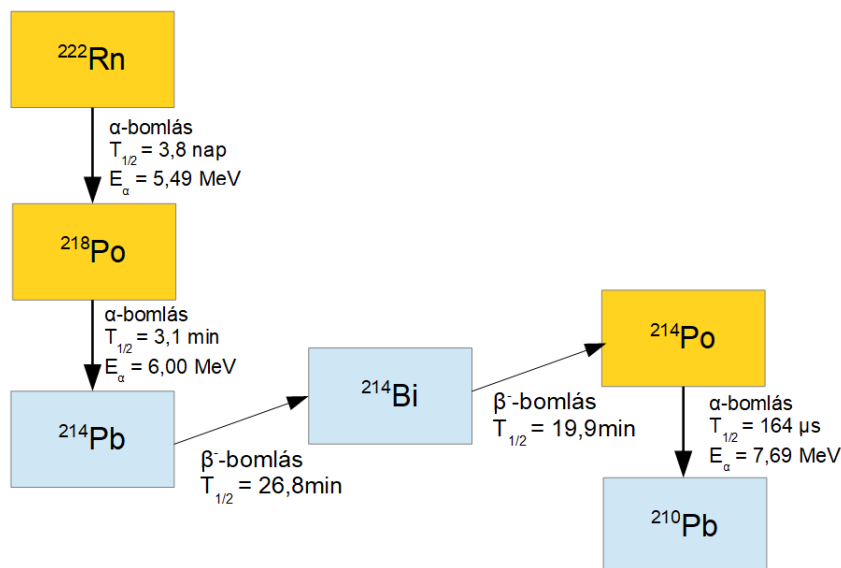 ²²²Rn
α-bomlás
T₁/₂ = 3,8 nap
Eα = 5,49 MeV
²¹⁸Po
α-bomlás
T₁/₂ = 3,1 min
Eα = 6,00 MeV
²¹⁴Pb
β⁻-bomlás
T₁/₂ = 26,8min
²¹⁴Bi
β⁻-bomlás
T₁/₂ = 19,9min
²¹⁴Po
α-bomlás
T₁/₂ = 164 µs
Eα = 7,69 MeV
²¹⁰Pb